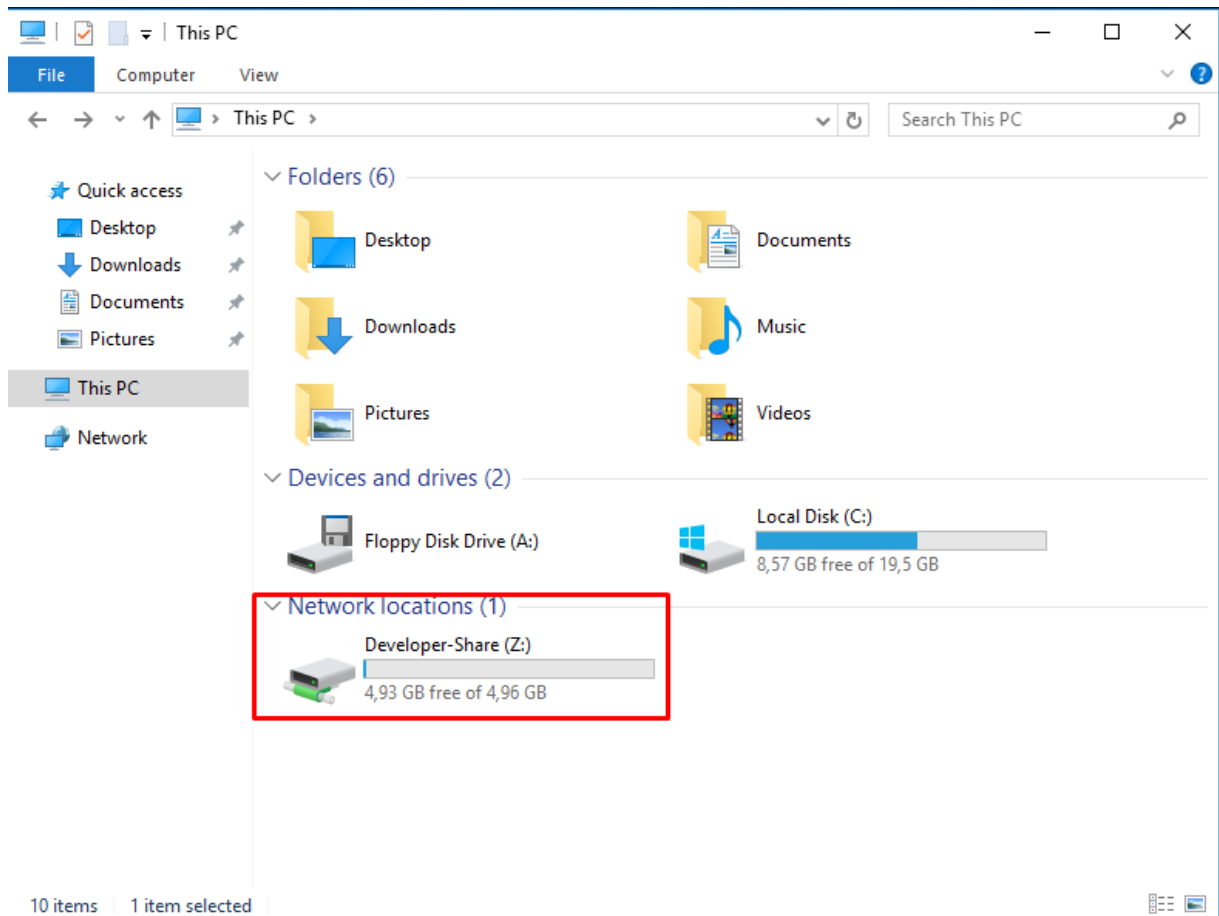 This PC
File Computer View
This PC
Search This PC
Quick access
Desktop
Downloads
Documents
Pictures
This PC
Network
Folders (6)
Desktop
Documents
Downloads
Music
Pictures
Videos
Devices and drives (2)
Floppy Disk Drive (A:)
Local Disk (C:)
8,57 GB free of 19,5 GB
Network locations (1)
Developer-Share (Z:)
4,93 GB free of 4,96 GB
10 items 1 item selected